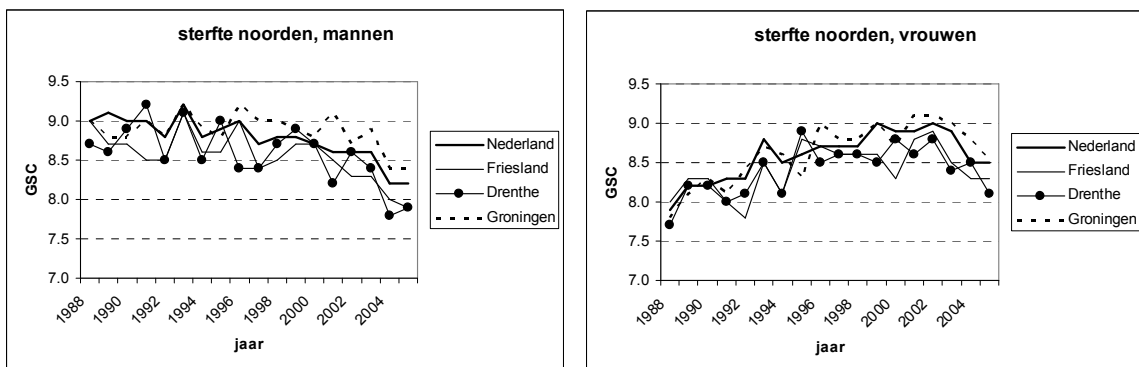 sterfte noorden, mannen
9.5
9.0
8.5
8.0
7.5
7.0
GSC
1988
1990
1992
1994
1996
1998
2000
2002
2004
jaar
Nederland
Friesland
Drenthe
Groningen
sterfte noorden, vrouwen
9.5
9.0
8.5
8.0
7.5
7.0
GSC
1988
1990
1992
1994
1996
1998
2000
2002
2004
jaar
Nederland
Friesland
Drenthe
Groningen